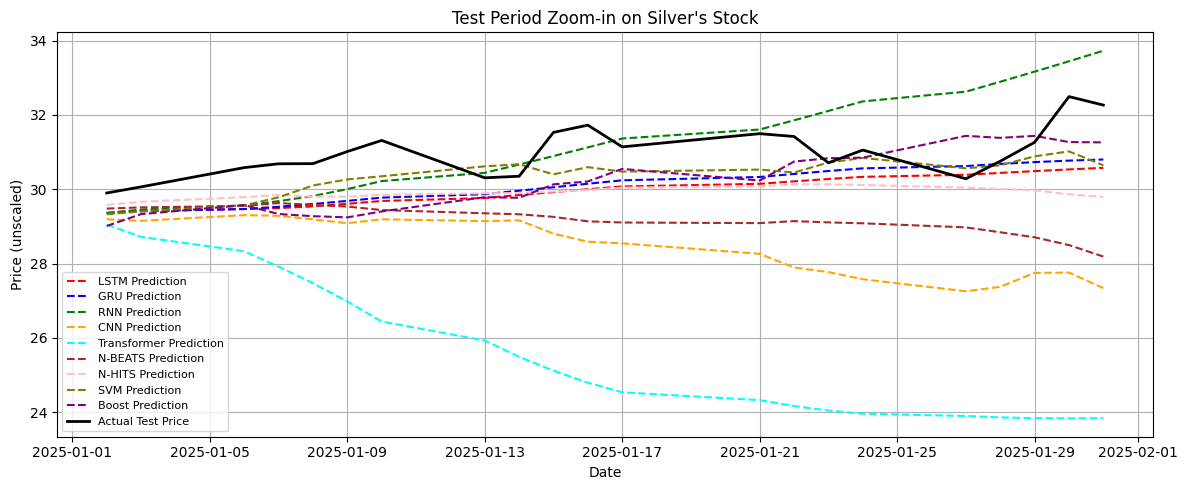 Test Period Zoom-in on Silver's Stock
Price (unscaled)
34
32
30
28
26
24
LSTM Prediction
GRU Prediction
RNN Prediction
CNN Prediction
Transformer Prediction
N-BEATS Prediction
N-HITS Prediction
SVM Prediction
Boost Prediction
Actual Test Price
2025-01-01
2025-01-05
2025-01-09
2025-01-13
2025-01-17
2025-01-21
2025-01-25
2025-01-29
2025-02-01
Date